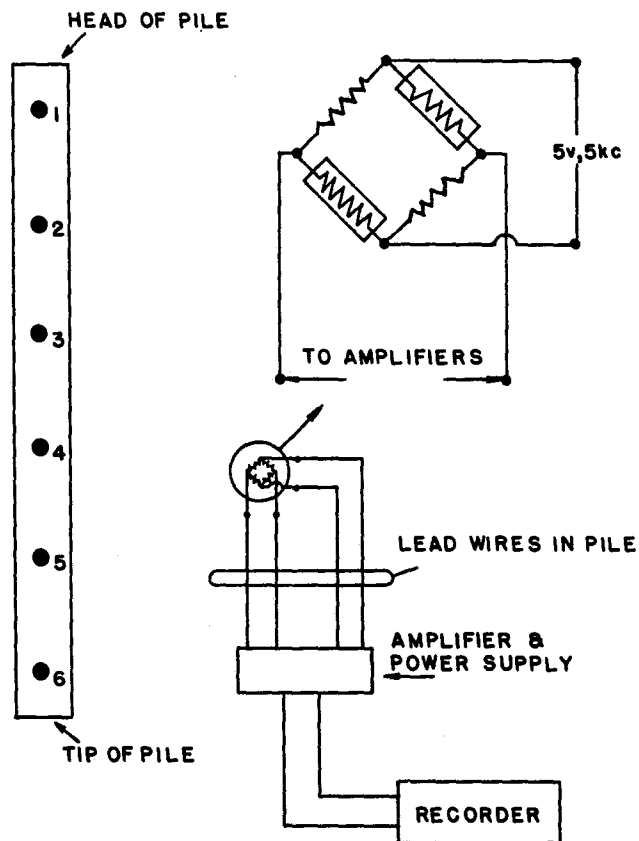 HEAD OF PILE
1
2
3
4
5
6
TIP OF PILE
5v,5kc
TO AMPLIFIERS
LEAD WIRES IN PILE
AMPLIFIER &
POWER SUPPLY
RECORDER